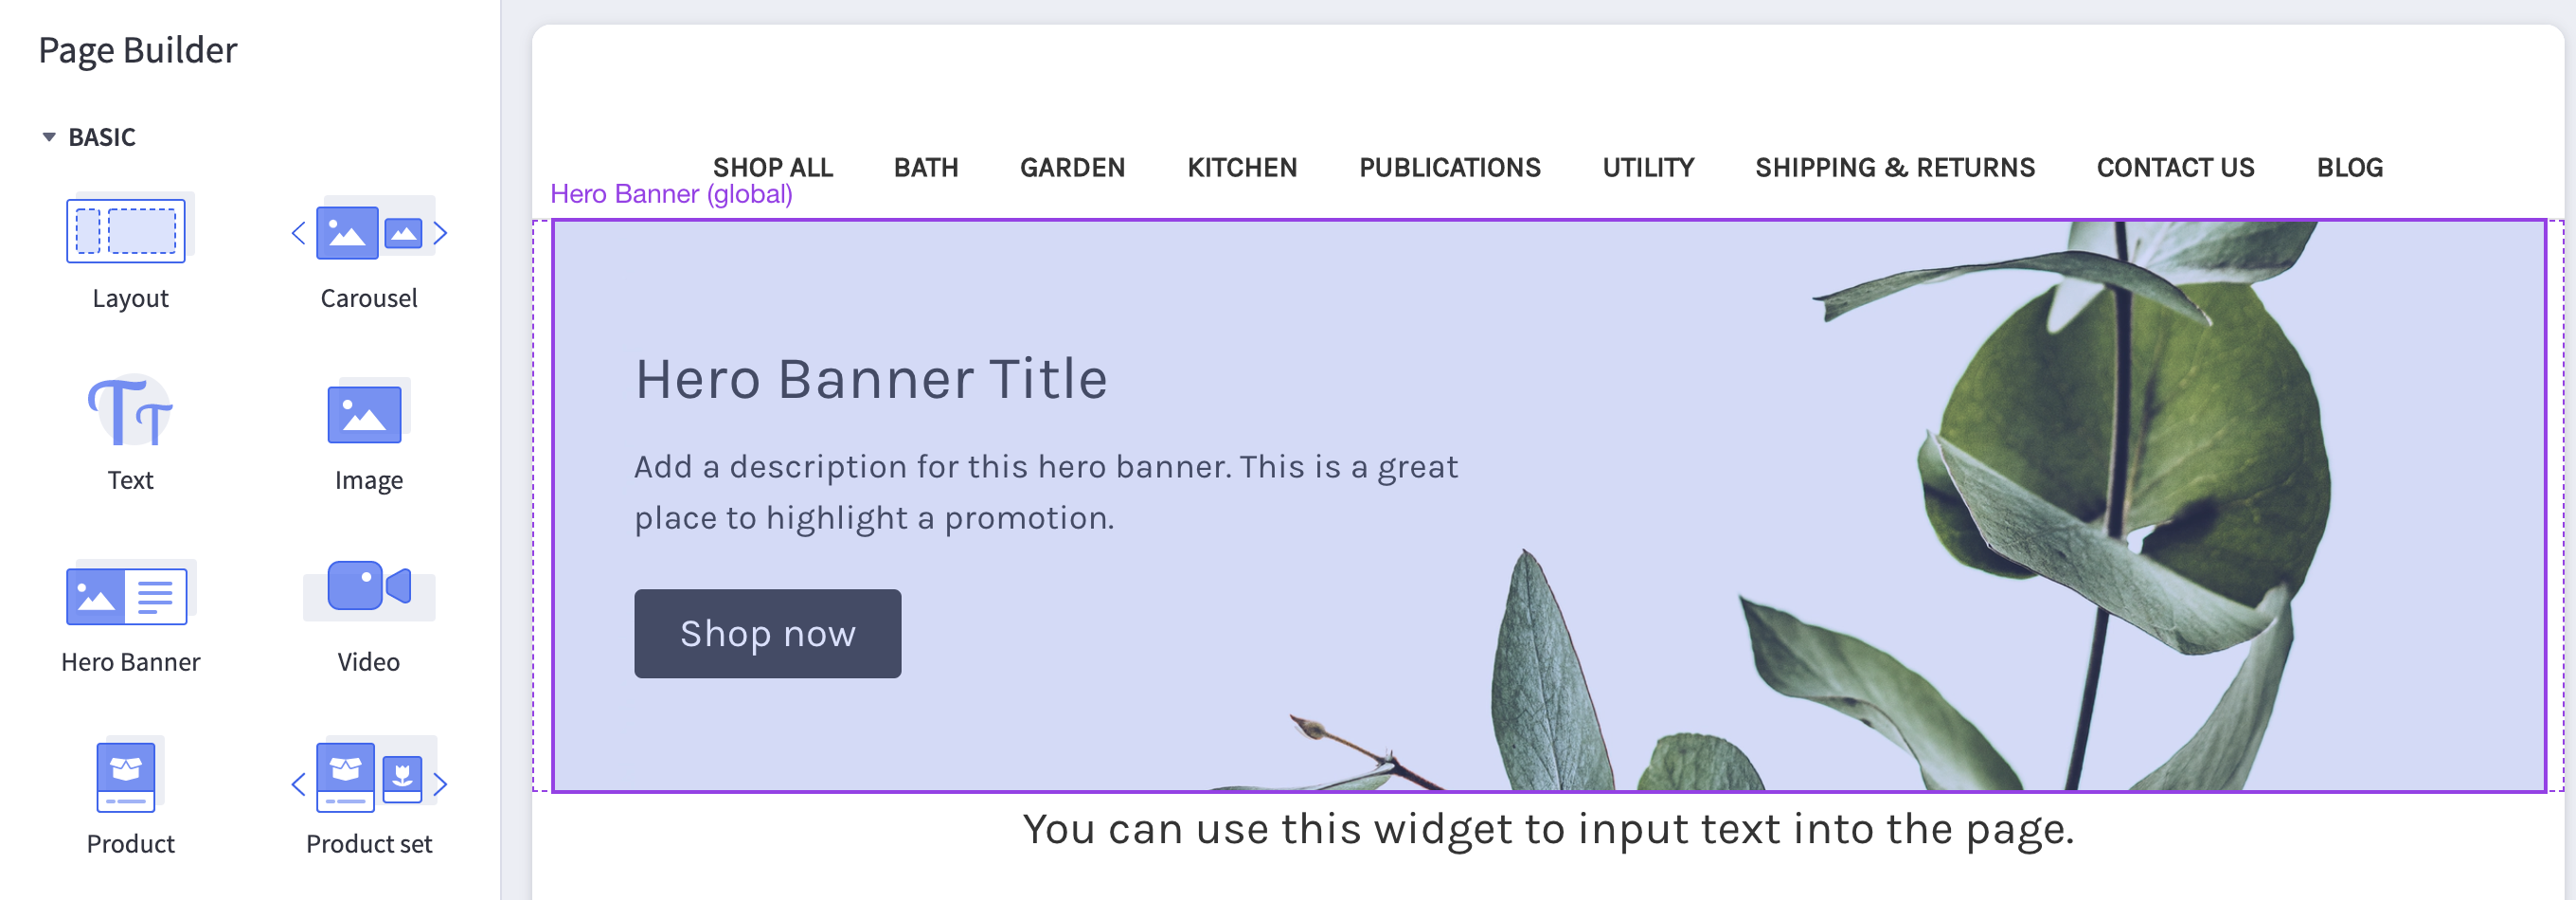 Page Builder
BASIC
Layout
Carousel
Text
Image
Hero Banner
Video
Product
Product set
SHOP ALL BATH GARDEN KITCHEN PUBLICATIONS UTILITY SHIPPING & RETURNS CONTACT US BLOG
Hero Banner (global)
Hero Banner Title
Add a description for this hero banner. This is a great
place to highlight a promotion.
Shop now
You can use this widget to input text into the page.